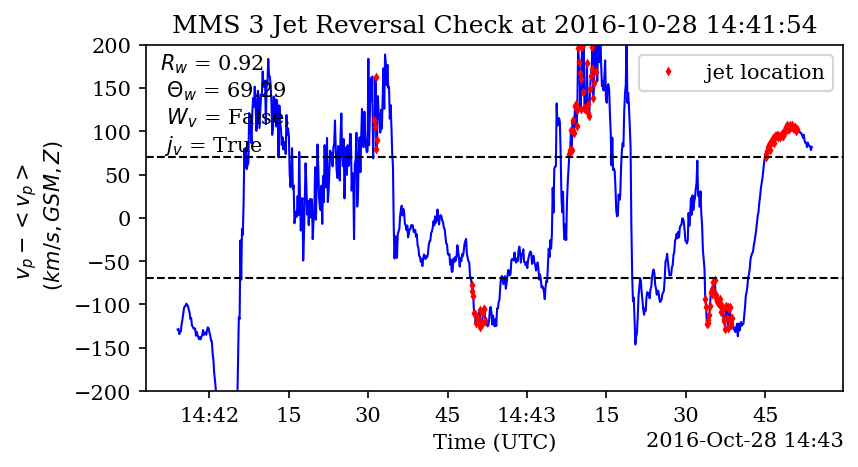 MMS 3 Jet Reversal Check at 2016-10-28 14:41:54
R_w = 0.92
Θ_w = 69.29
W_v = False,
j_v = True
jet location
200
150
100
50
0
−50
−100
−150
−200
v_p − < v_p >
(km/s, GSM, Z)
14:42 15 30 45 14:43 15 30 45
Time (UTC)
2016-Oct-28 14:43